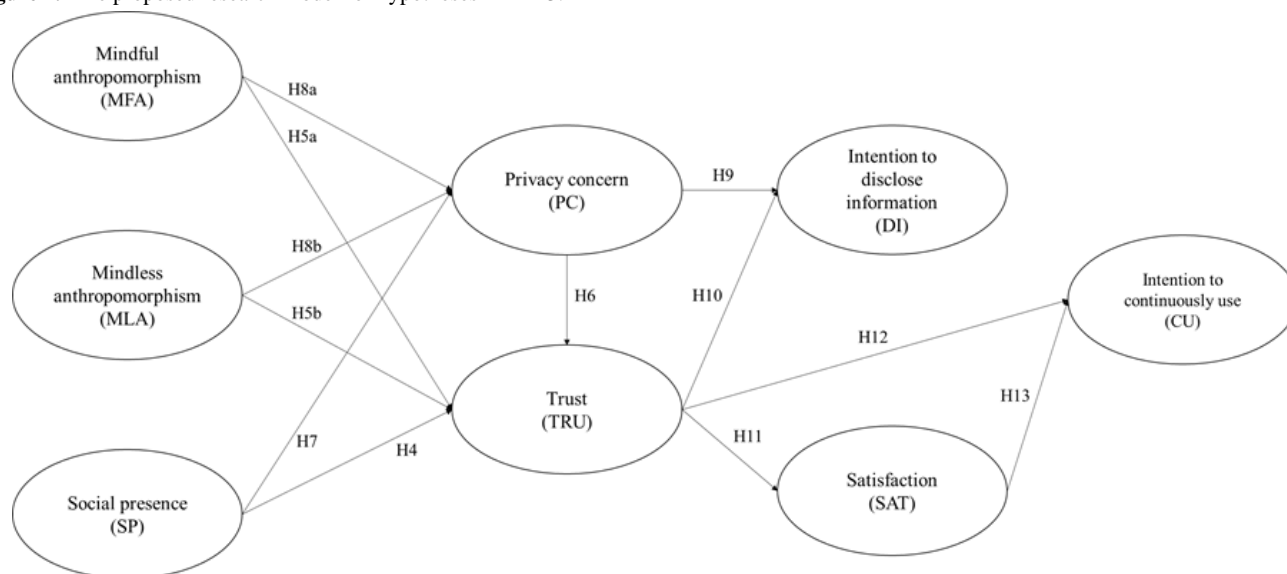 Mindful
anthropomorphism
(MFA)
H8a
H5a
Privacy concern
(PC)
H9
Intention to
disclose
information
(DI)
H8b
Mindless
anthropomorphism
(MLA)
H5b
H6
H10
H12
Intention to
continuously use
(CU)
Trust
(TRU)
H7
H4
H11
H13
Social presence
(SP)
Satisfaction
(SAT)